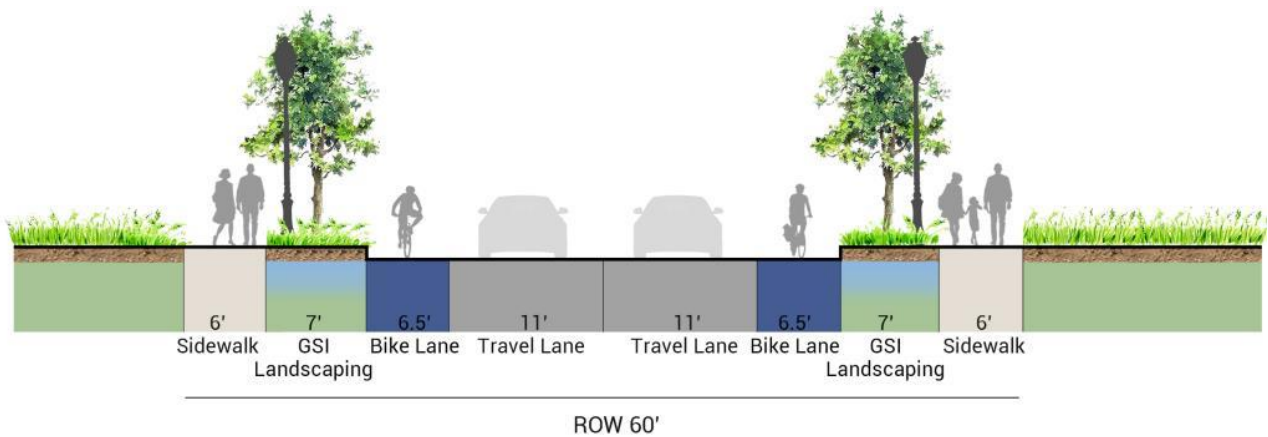 6' 7' 6.5' 11' 11' 6.5' 7' 6'
Sidewalk GSI Bike Lane Travel Lane Travel Lane Bike Lane GSI Sidewalk
Landscaping Landscaping
ROW 60'